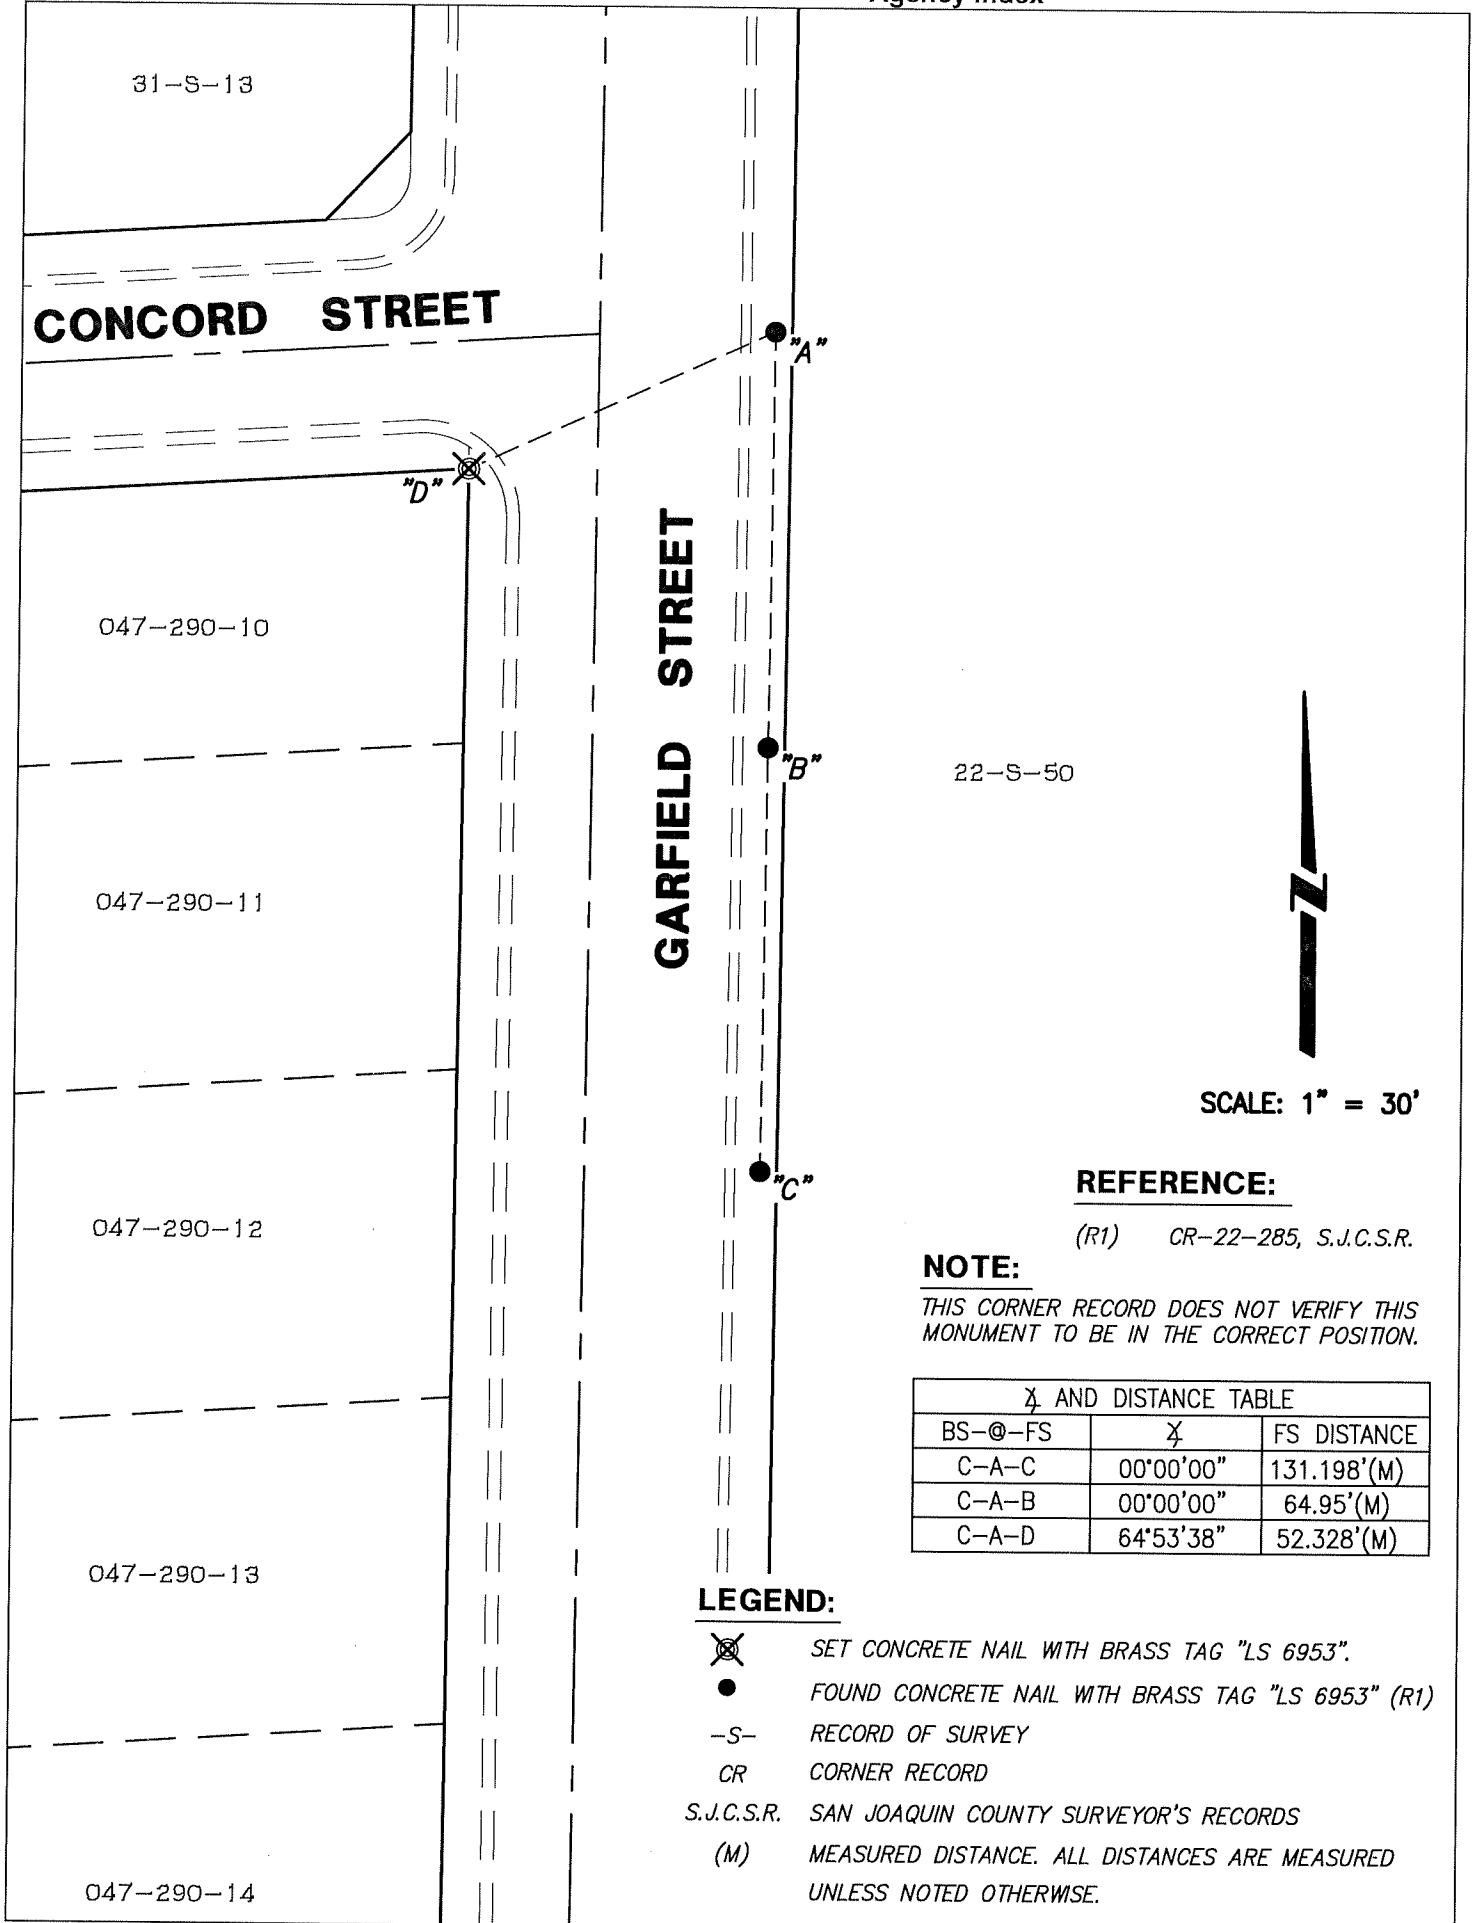 Agency Index
31-S-13
CONCORD STREET
"A"
"D"
GARFIELD STREET
047-290-10
"B"
22-S-50
047-290-11
SCALE: 1" = 30'
"C"
REFERENCE:
(R1) CR-22-285, S.J.C.S.R.
047-290-12
NOTE:
THIS CORNER RECORD DOES NOT VERIFY THIS
MONUMENT TO BE IN THE CORRECT POSITION.
∡ AND DISTANCE TABLE
BS-@-FS ∡ FS DISTANCE
C-A-C 00°00'00" 131.198'(M)
C-A-B 00°00'00" 64.95'(M)
C-A-D 64°53'38" 52.328'(M)
047-290-13
LEGEND:
SET CONCRETE NAIL WITH BRASS TAG "LS 6953".
FOUND CONCRETE NAIL WITH BRASS TAG "LS 6953" (R1)
-S- RECORD OF SURVEY
CR CORNER RECORD
S.J.C.S.R. SAN JOAQUIN COUNTY SURVEYOR'S RECORDS
(M) MEASURED DISTANCE. ALL DISTANCES ARE MEASURED
UNLESS NOTED OTHERWISE.
047-290-14